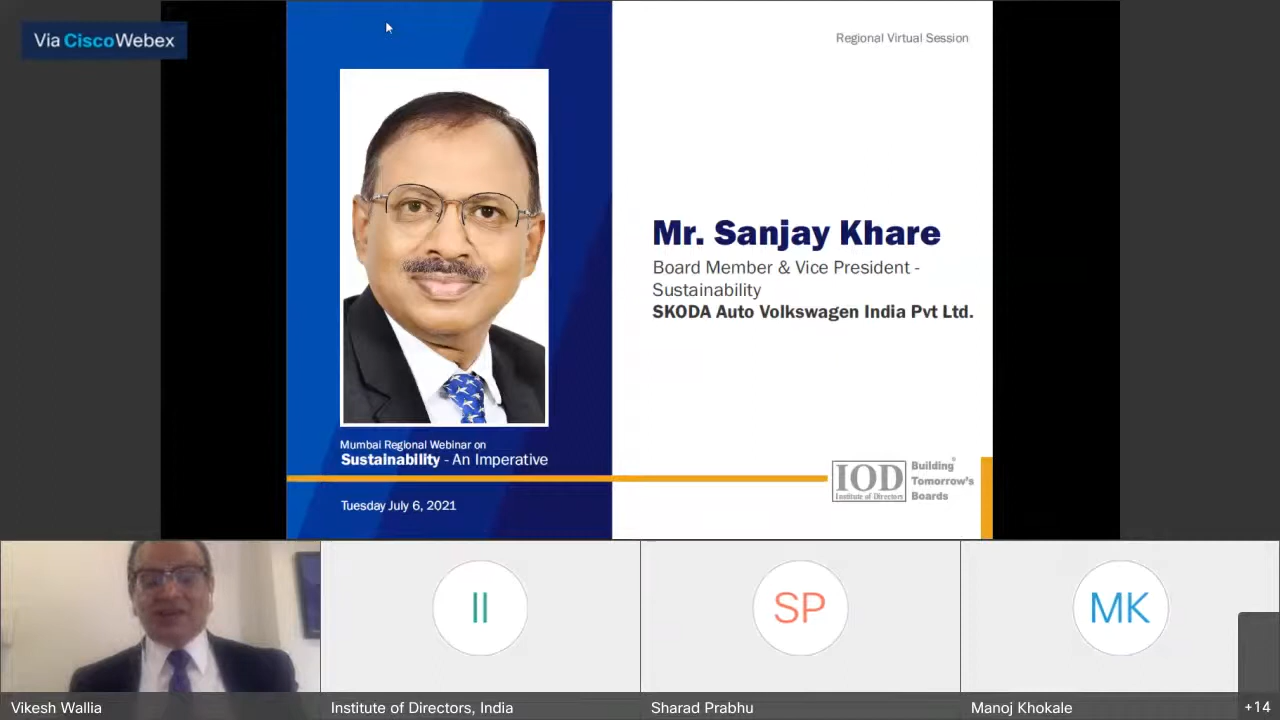 Via Cisco Webex
Regional Virtual Session
Mr. Sanjay Khare
Board Member & Vice President -
Sustainability
SKODA Auto Volkswagen India Pvt Ltd.
Mumbai Regional Webinar on
Sustainability - An Imperative
Tuesday July 6, 2021
IOD
Institute of Directors
Building
Tomorrow's
Boards
II
SP
MK
Vikesh Wallia
Institute of Directors, India
Sharad Prabhu
Manoj Khokale
+14